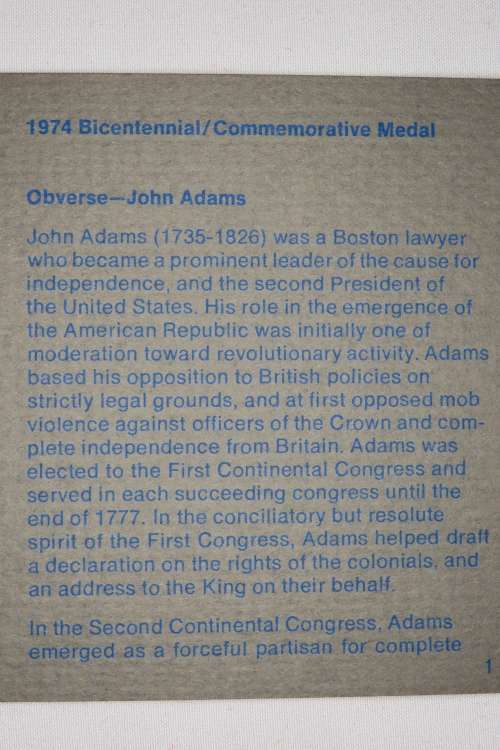 1974 Bicentennial/Commemorative Medal
Obverse—John Adams
John Adams (1735-1826) was a Boston lawyer
who became a prominent leader of the cause for
independence, and the second President of
the United States. His role in the emergence of
the American Republic was initially one of
moderation toward revolutionary activity. Adams
based his opposition to British policies on
strictly legal grounds, and at first opposed mob
violence against officers of the Crown and com-
plete independence from Britain. Adams was
elected to the First Continental Congress and
served in each succeeding congress until the
end of 1777. In the conciliatory but resolute
spirit of the First Congress, Adams helped draft
a declaration on the rights of the colonials, and
an address to the King on their behalf.
In the Second Continental Congress, Adams
emerged as a forceful partisan for complete
1